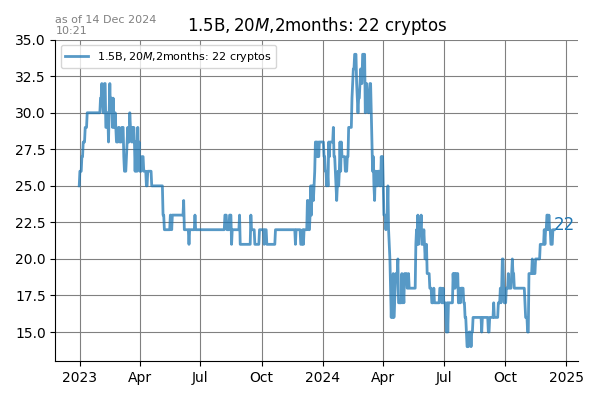 as of 14 Dec 2024
10:21
1.5B, 20M,2months: 22 cryptos
35.0
1.5B, 20M,2months: 22 cryptos
32.5
30.0
27.5
25.0
22.5
22
20.0
17.5
15.0
2023 Apr Jul Oct 2024 Apr Jul Oct 2025